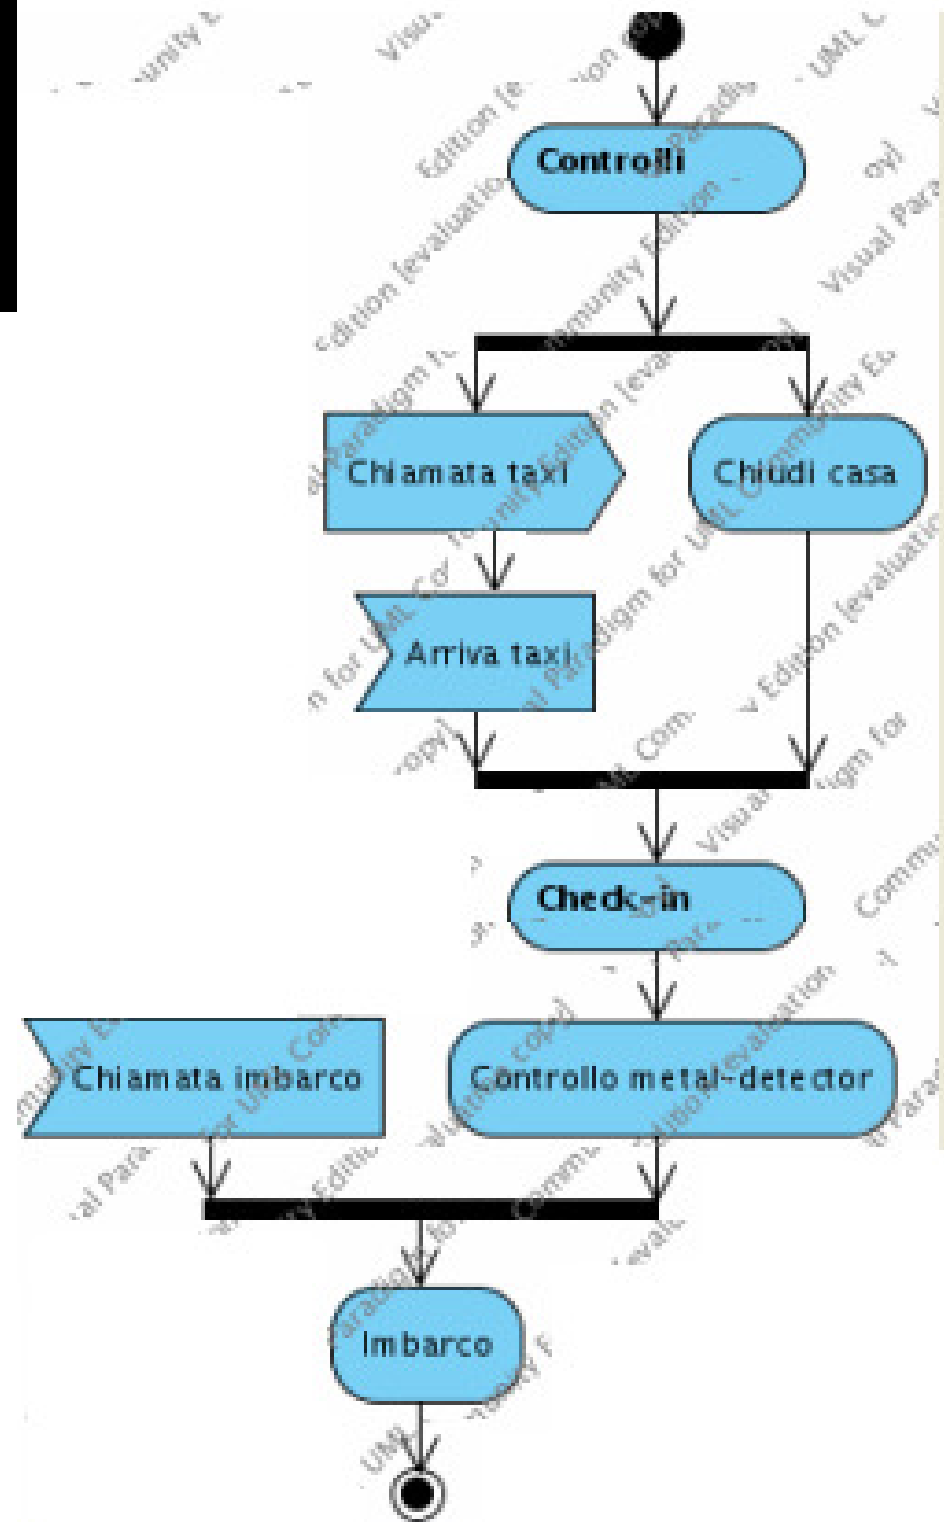 Controlli
Chiamata taxi
Chiudi casa
Arriva taxi
Check-in
Chiamata imbarco
Controllo metal-detector
Imbarco